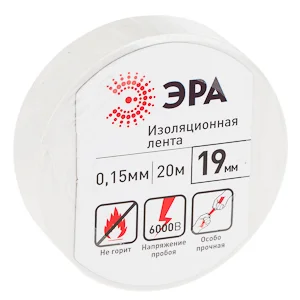 ЭРА
Изоляционная
лента
0,15мм 20м 19мм
Не горит
6000В
Напряжение
пробоя
Особо
прочная